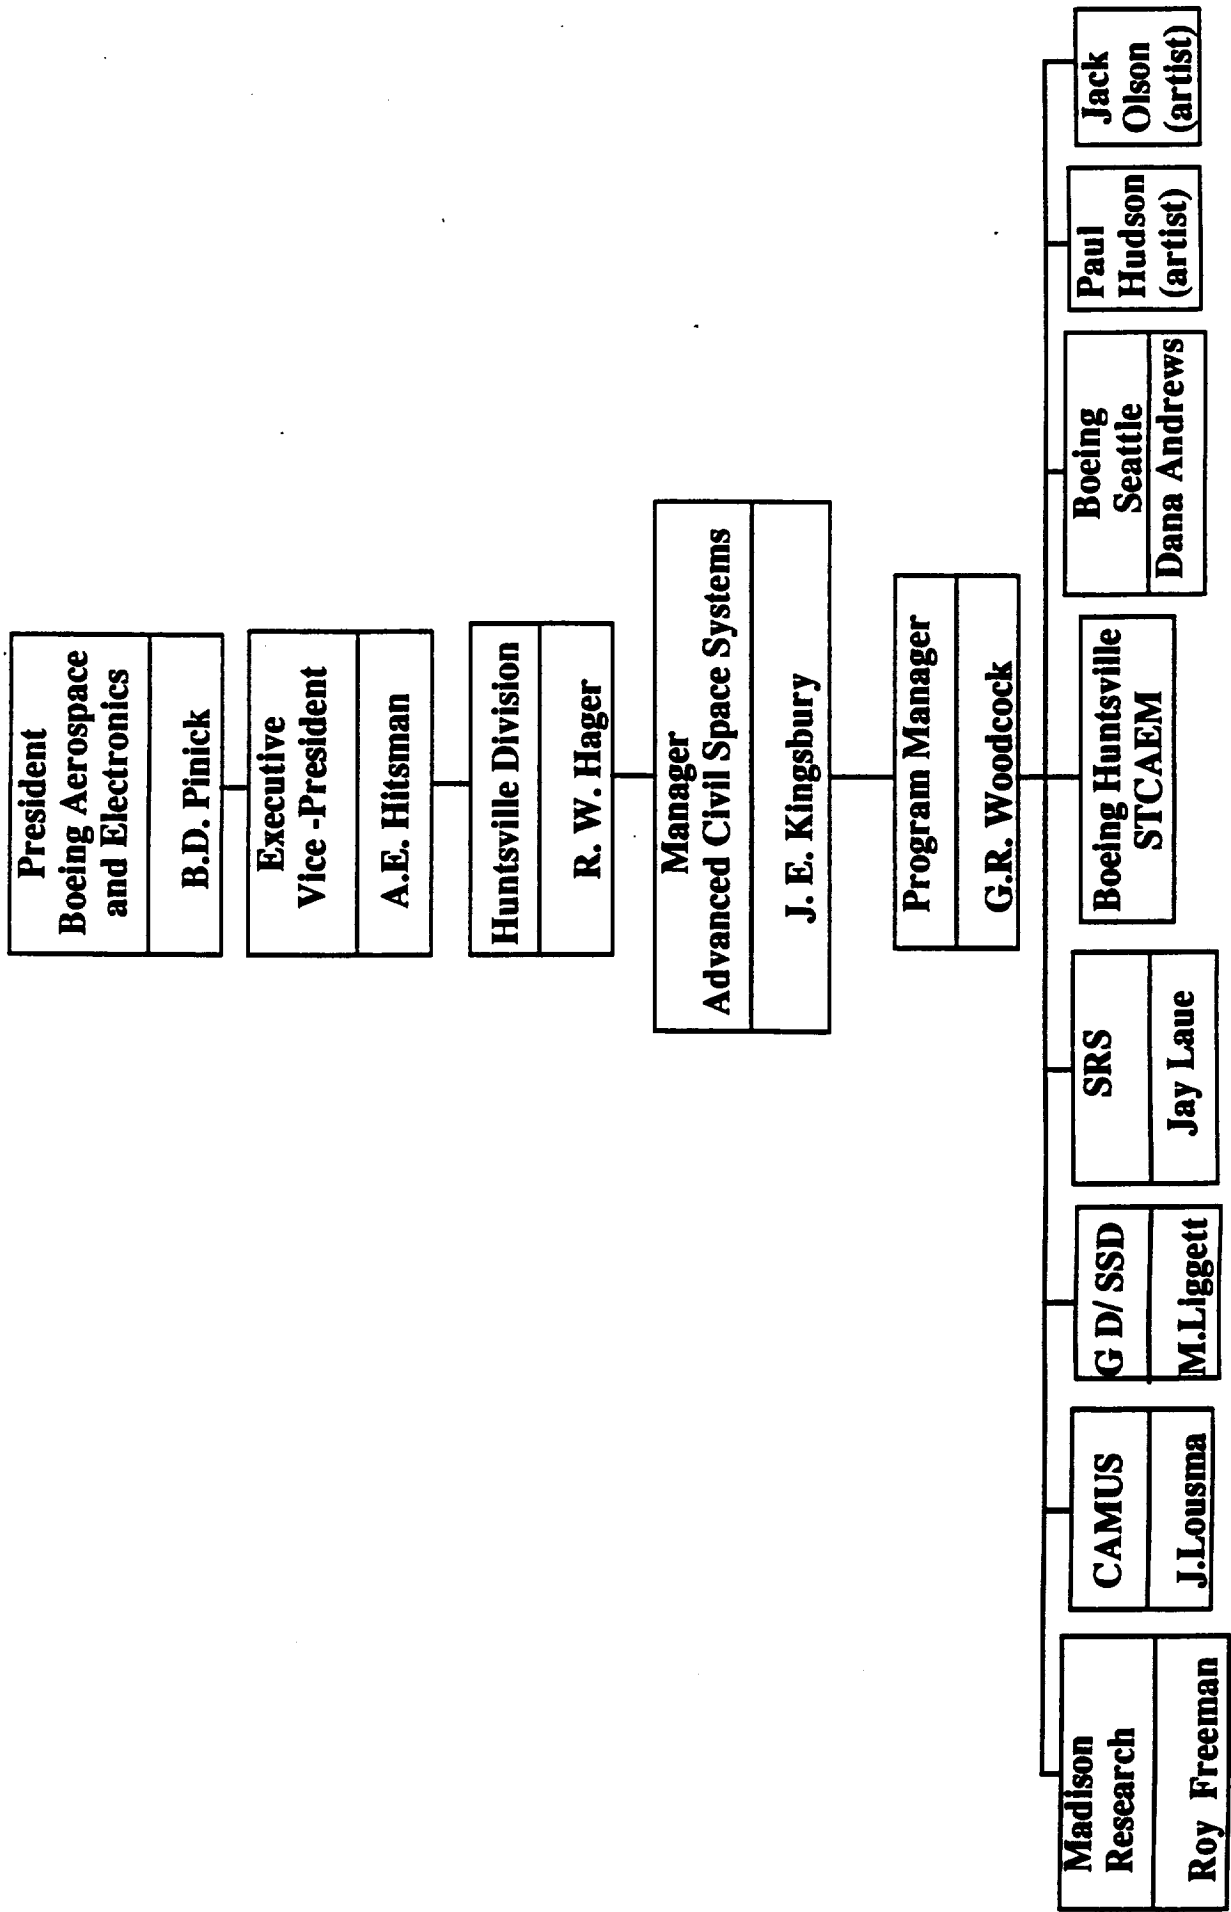 President
Boeing Aerospace
and Electronics
B.D. Pinick
Executive
Vice -President
A.E. Hitsman
Huntsville Division
R. W. Hager
Manager
Advanced Civil Space Systems
J. E. Kingsbury
Program Manager
G.R. Woodcock
Madison
Research
Roy Freeman
CAMUS
J.Lousma
G D/ SSD
M.Liggett
SRS
Jay Laue
Boeing Huntsville
STCAEM
Boeing
Seattle
Dana Andrews
Paul
Hudson
(artist)
Jack
Olson
(artist)